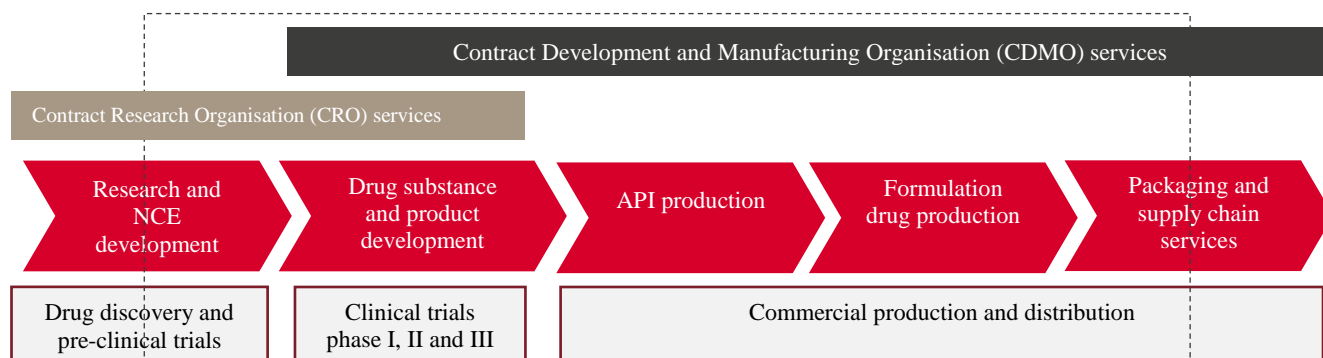 Contract Development and Manufacturing Organisation (CDMO) services
Contract Research Organisation (CRO) services
Research and
NCE
development
Drug substance
and product
development
API production
Formulation
drug production
Packaging and
supply chain
services
Drug discovery and
pre-clinical trials
Clinical trials
phase I, II and III
Commercial production and distribution